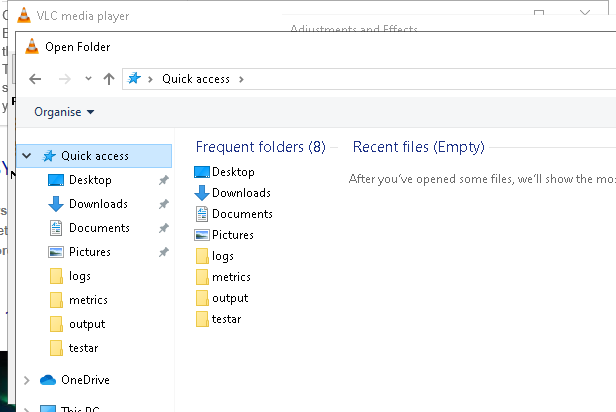 VLC media player
Adjustments and Effects
Open Folder
Quick access
Organise
Quick access
Desktop
Downloads
Documents
Pictures
logs
metrics
output
testar
OneDrive
This PC
Frequent folders (8)
Desktop
Downloads
Documents
Pictures
logs
metrics
output
testar
Recent files (Empty)
After you've opened some files, we'll show the mos